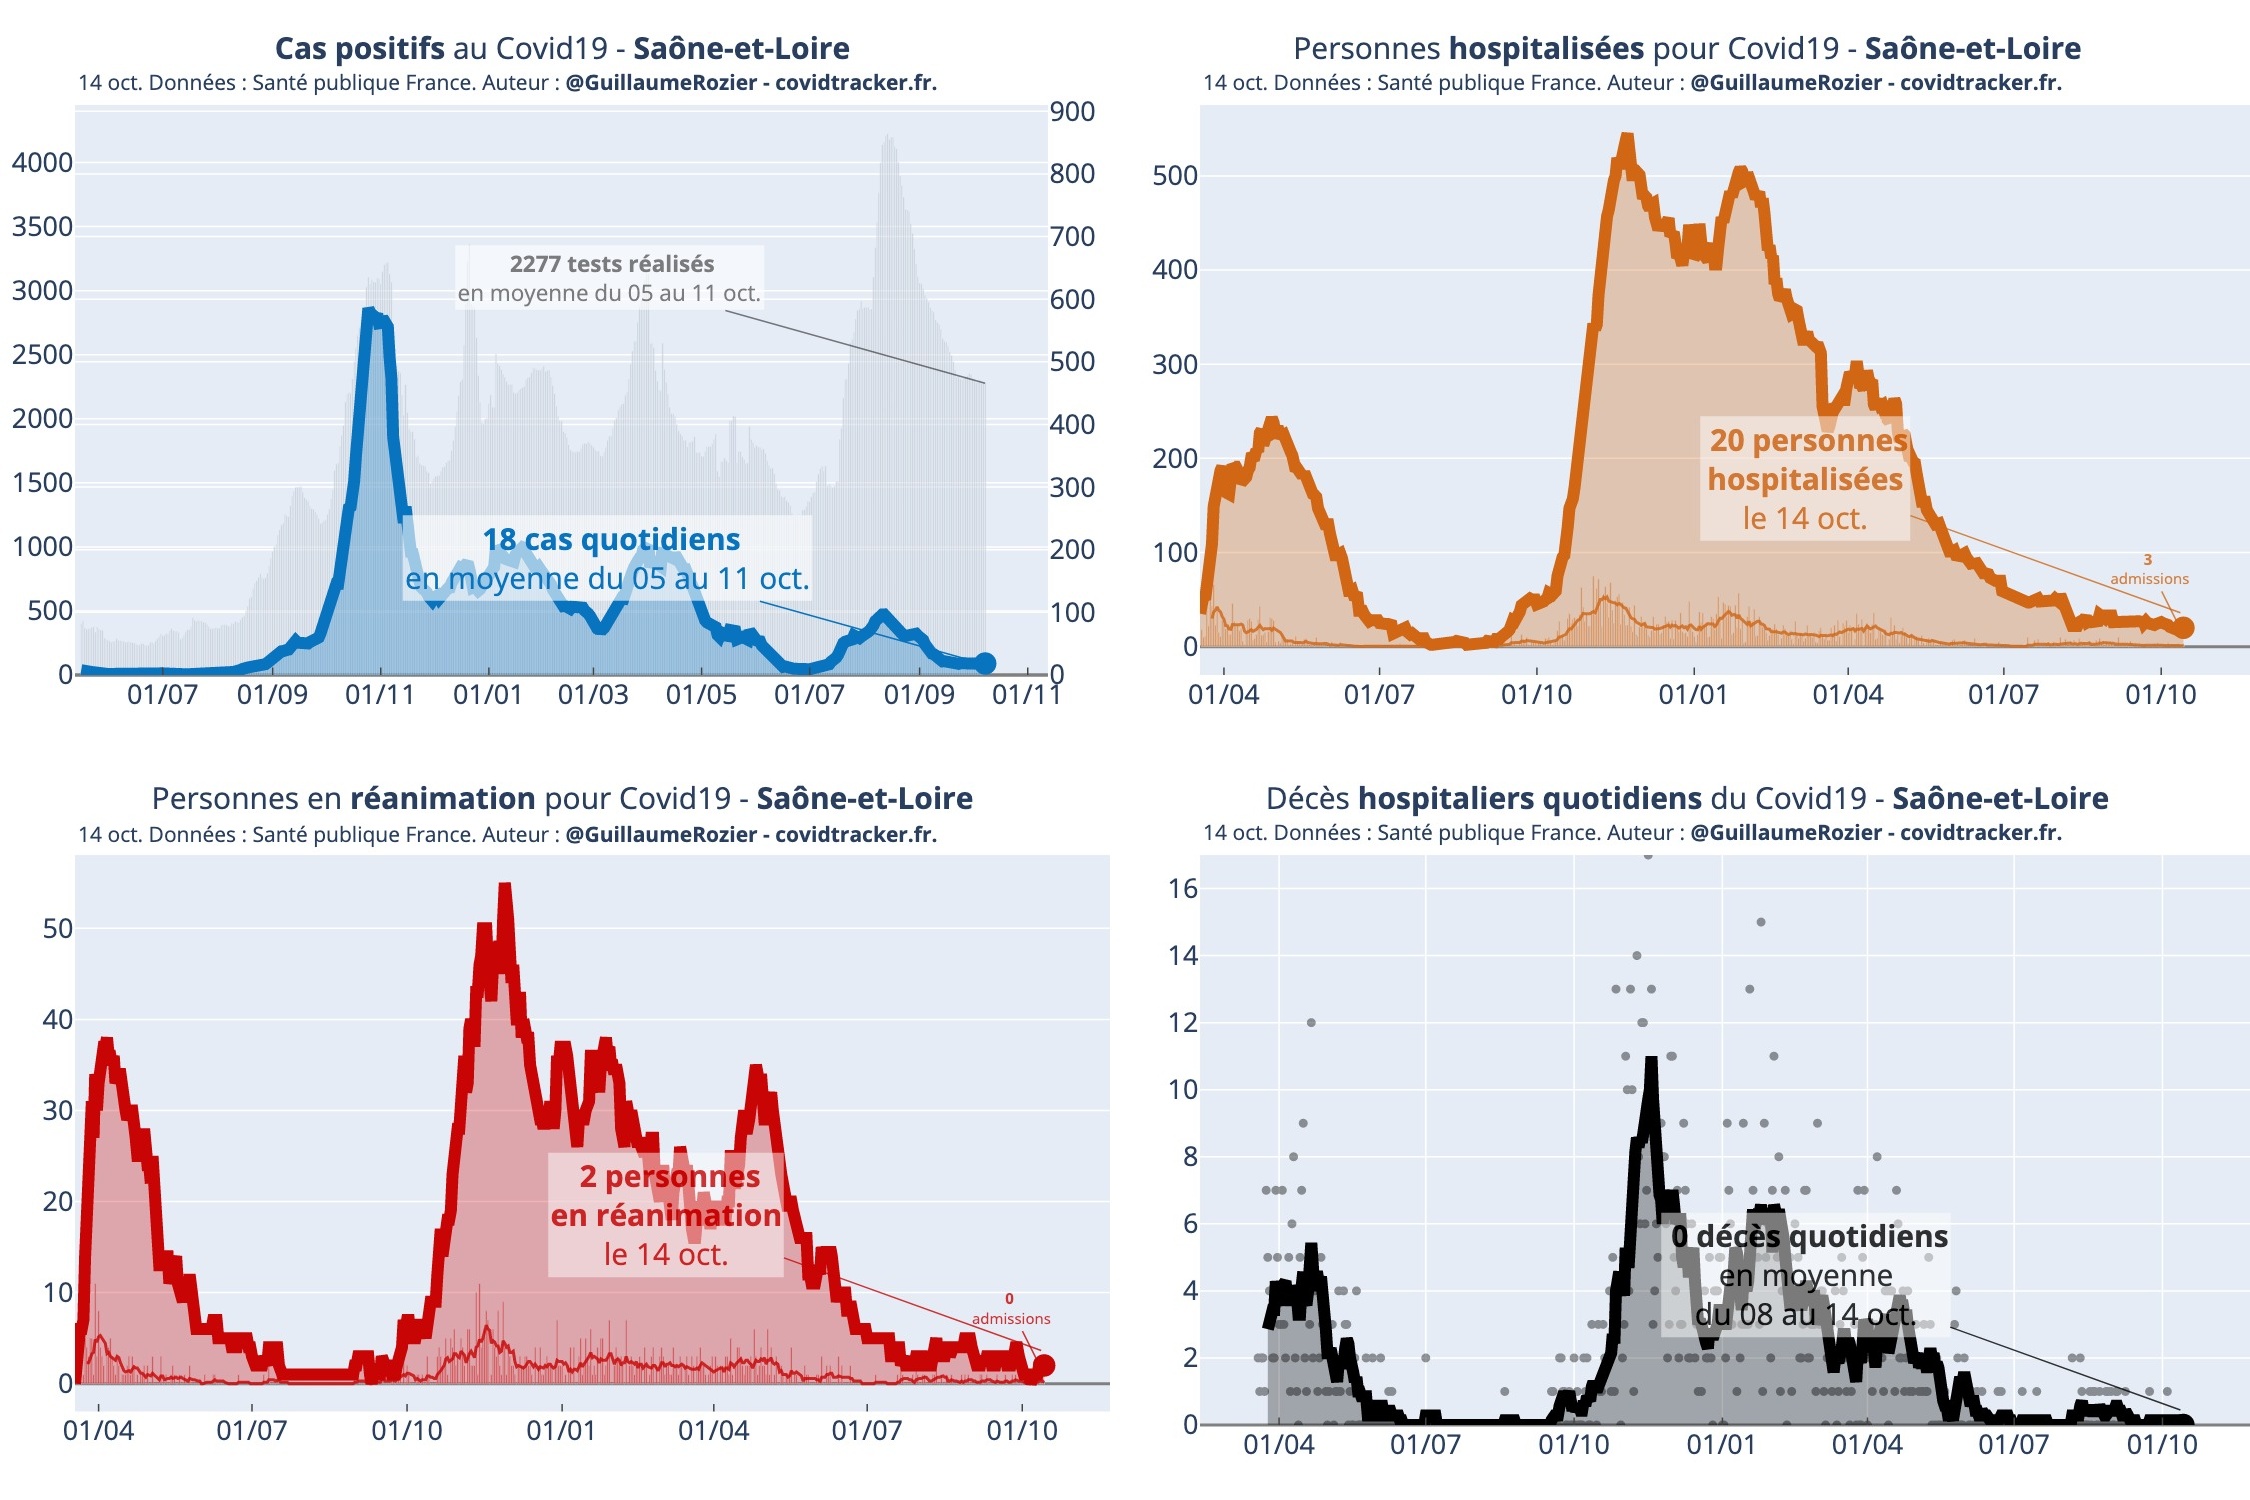 Cas positifs au Covid19 - Saône-et-Loire
14 oct. Données : Santé publique France. Auteur : @GuillaumeRozier - covidtracker.fr.
900
4000
800
3500
700
2277 tests réalisés
en moyenne du 05 au 11 oct.
3000
600
2500
500
2000
400
1500
300
18 cas quotidiens
en moyenne du 05 au 11 oct.
1000
200
500
100
0
0
01/07 01/09 01/11 01/01 01/03 01/05 01/07 01/09 01/11
Personnes hospitalisées pour Covid19 - Saône-et-Loire
14 oct. Données : Santé publique France. Auteur : @GuillaumeRozier - covidtracker.fr.
500
400
300
200
20 personnes
hospitalisées
le 14 oct.
100
3
admissions
0
01/04 01/07 01/10 01/01 01/04 01/07 01/10
Personnes en réanimation pour Covid19 - Saône-et-Loire
14 oct. Données : Santé publique France. Auteur : @GuillaumeRozier - covidtracker.fr.
50
40
30
20
2 personnes
en réanimation
le 14 oct.
10
0
admissions
0
01/04 01/07 01/10 01/01 01/04 01/07 01/10
Décès hospitaliers quotidiens du Covid19 - Saône-et-Loire
14 oct. Données : Santé publique France. Auteur : @GuillaumeRozier - covidtracker.fr.
16
14
12
10
8
6
0 décès quotidiens
en moyenne
du 08 au 14 oct.
4
2
0
01/04 01/07 01/10 01/01 01/04 01/07 01/10